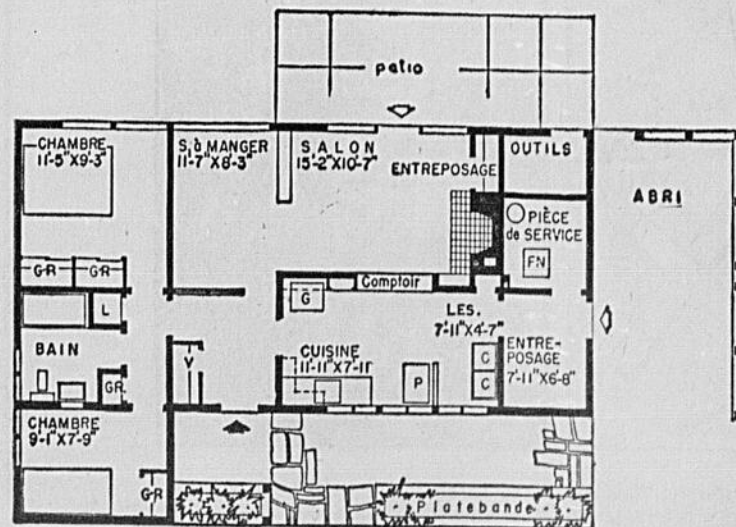 patio
CHAMBRE
11'-5"X9'-3"
S. à MANGER
11'-7"X8'-3"
SALON
15'-2"X10'-7"
ENTREPOSAGE
OUTILS
ABRI
PIÈCE
de SERVICE
FN
GR
GR
Comptoir
G
L
LES.
7'-11"X4'-7"
BAIN
V
CUISINE
11'-11"X7'-11"
ENTRE-
POSAGE
7'-11"X6'-8"
GR
P
C
C
CHAMBRE
9'-1"X7'-9"
GR
Platebande